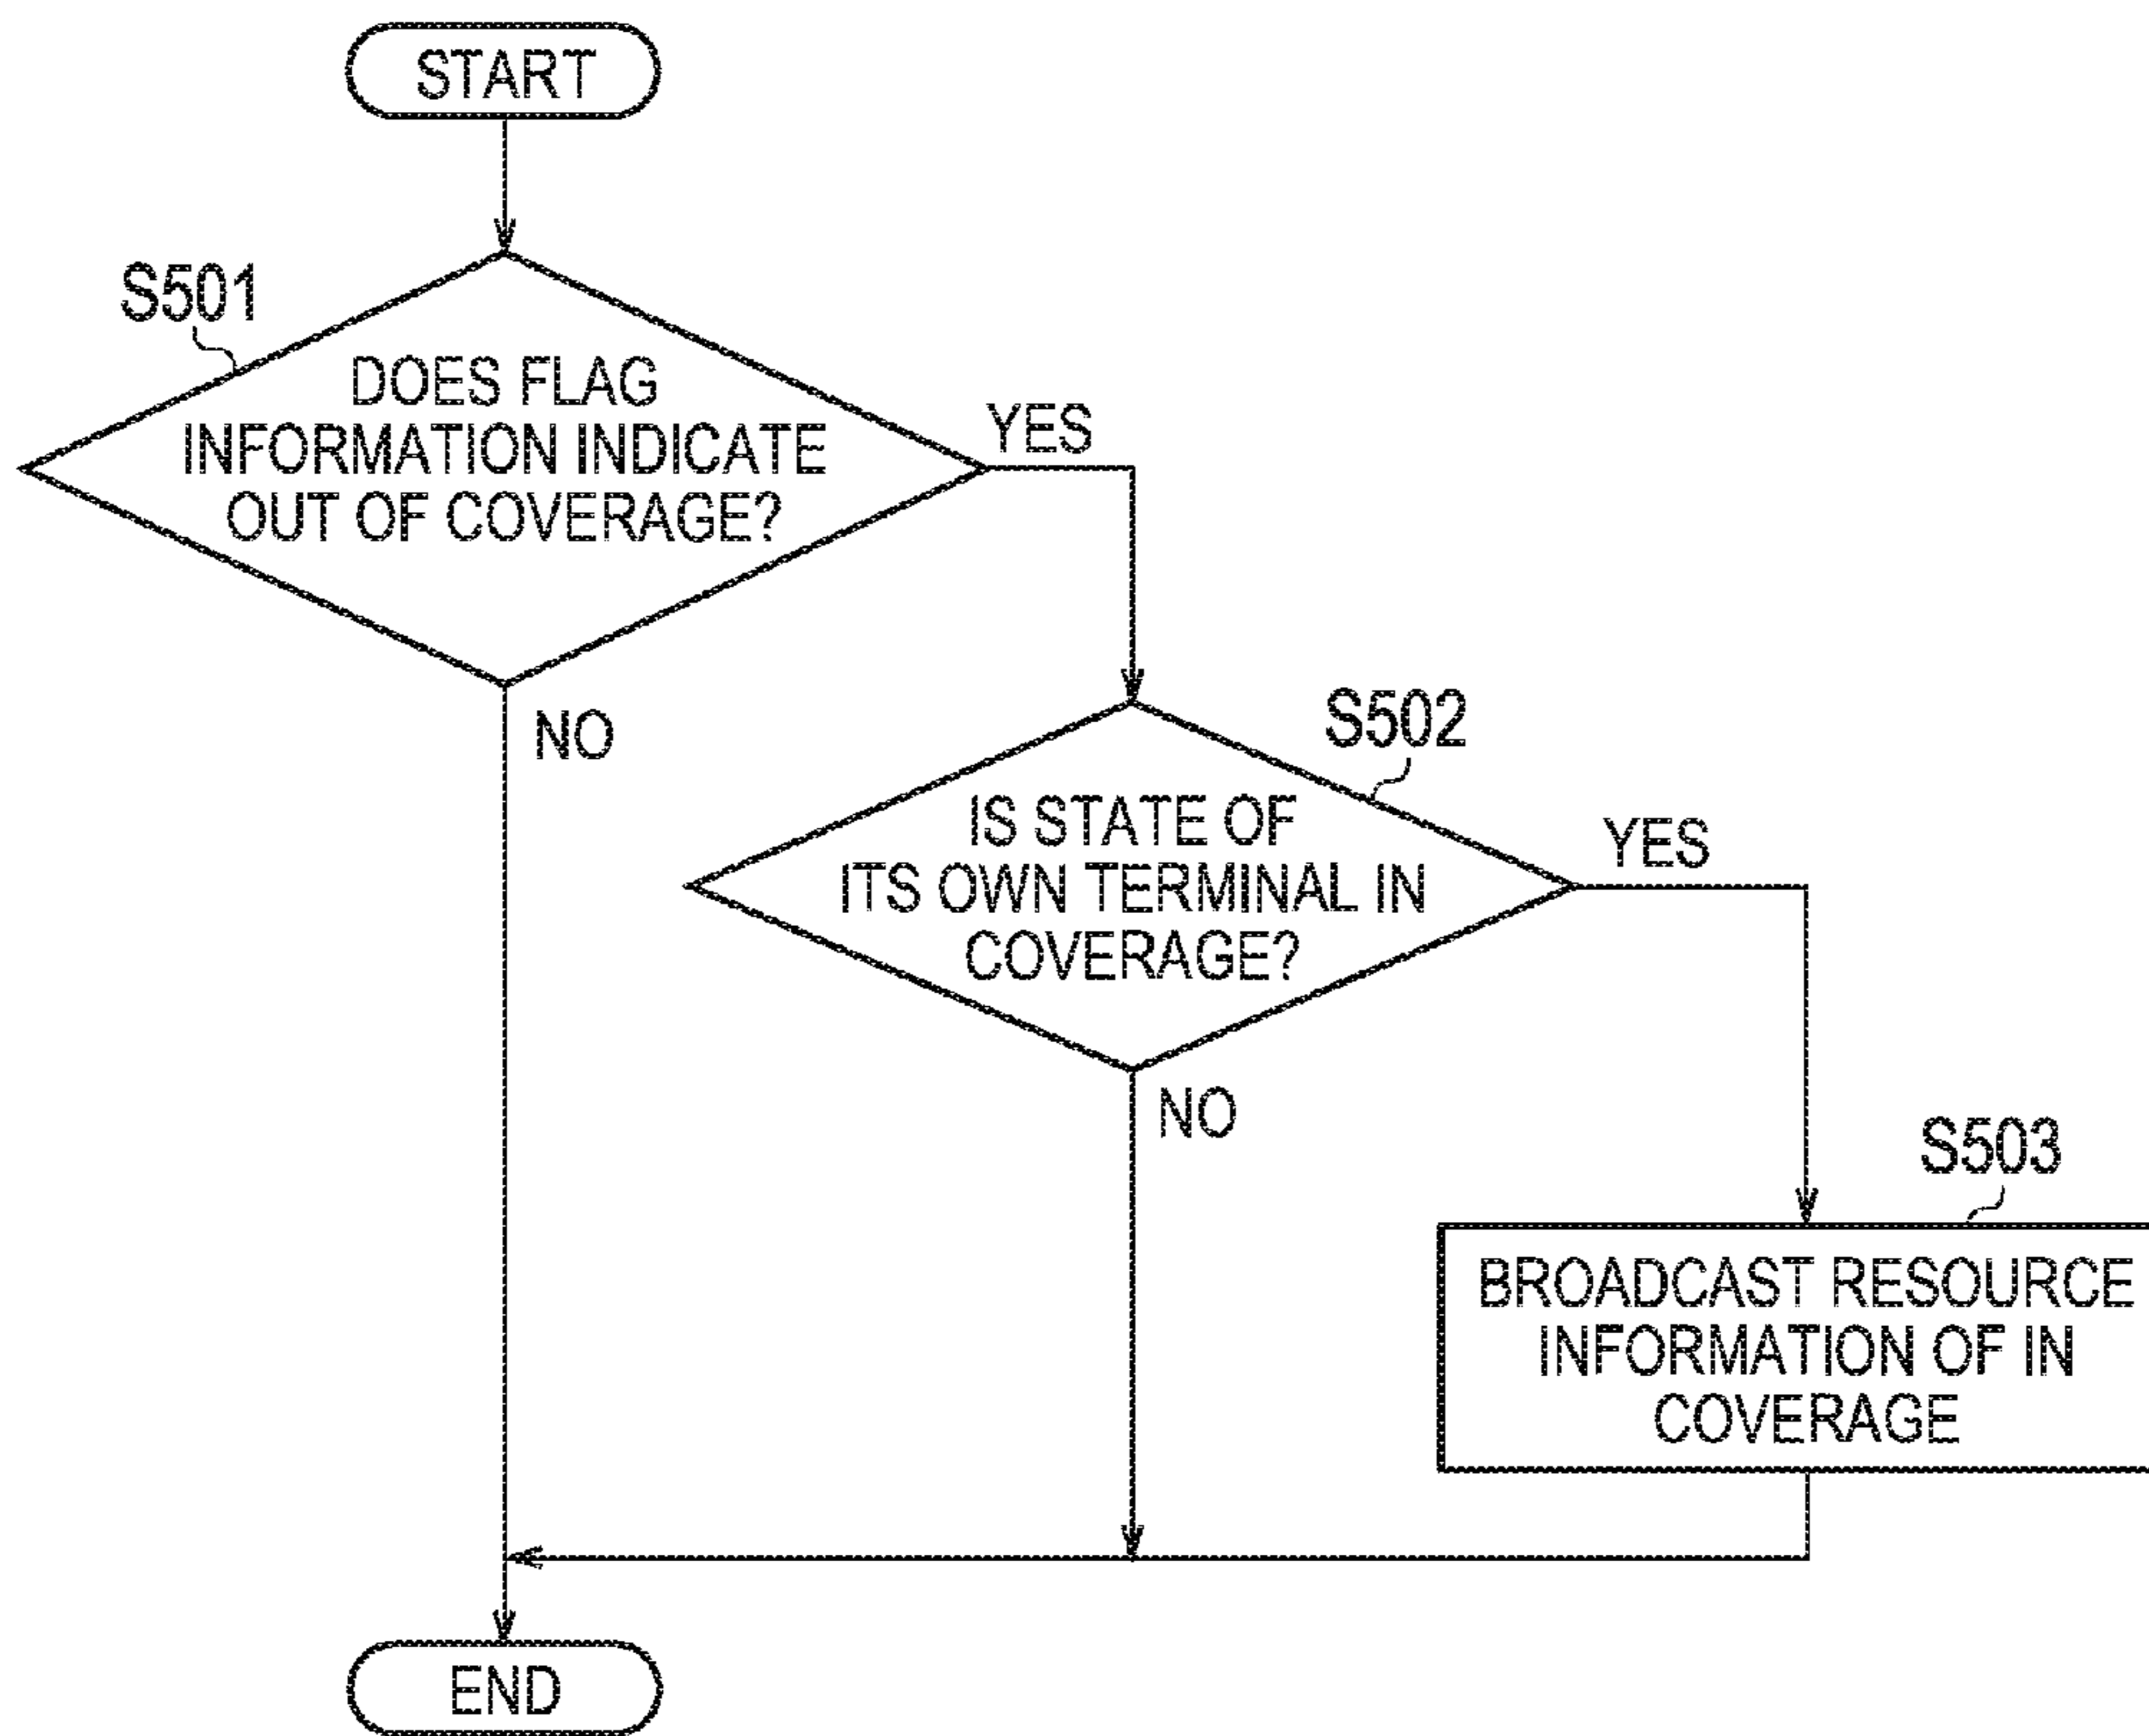 START
S501
DOES FLAG
INFORMATION INDICATE
OUT OF COVERAGE?
YES
NO
S502
IS STATE OF
ITS OWN TERMINAL IN
COVERAGE?
YES
NO
S503
BROADCAST RESOURCE
INFORMATION OF IN
COVERAGE
END